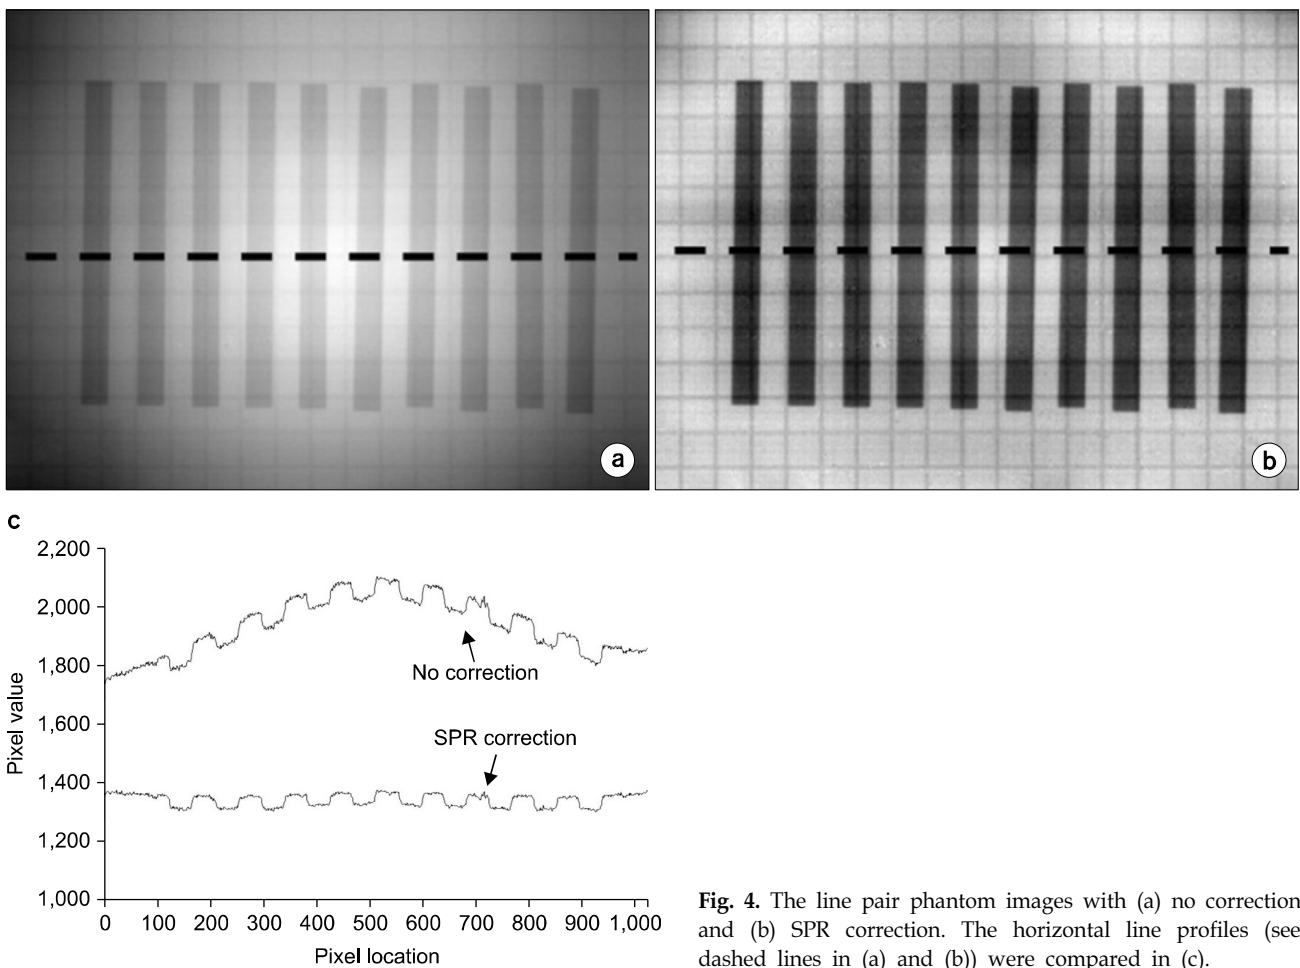 a
b
c
2,200
2,000
1,800
1,600
1,400
1,200
1,000
Pixel value
No correction
SPR correction
0 100 200 300 400 500 600 700 800 900 1,000
Pixel location
Fig. 4. The line pair phantom images with (a) no correction
and (b) SPR correction. The horizontal line profiles (see
dashed lines in (a) and (b)) were compared in (c).